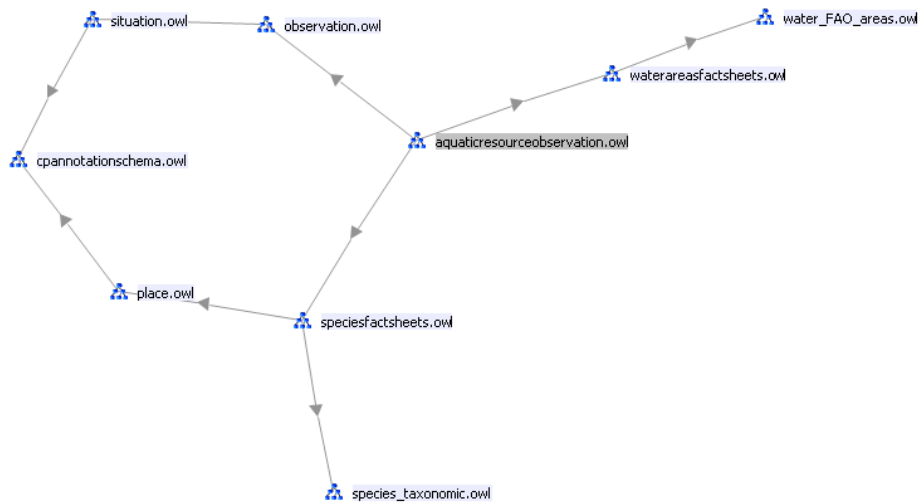 situation.owl
observation.owl
water_FAO_areas.owl
waterareasfactsheets.owl
aquaticresourceobservation.owl
cpannotationschema.owl
place.owl
speciesfactsheets.owl
species_taxonomic.owl